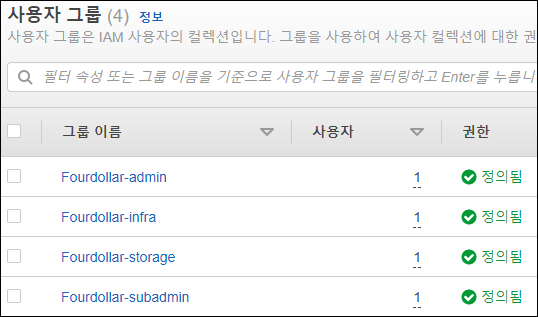 사용자 그룹 (4) 정보
사용자 그룹은 IAM 사용자의 컬렉션입니다. 그룹을 사용하여 사용자 컬렉션에 대한 권
필터 속성 또는 그룹 이름을 기준으로 사용자 그룹을 필터링하고 Enter를 누릅니
그룹 이름 사용자 권한
Fourdollar-admin 1 정의됨
Fourdollar-infra 1 정의됨
Fourdollar-storage 1 정의됨
Fourdollar-subadmin 1 정의됨